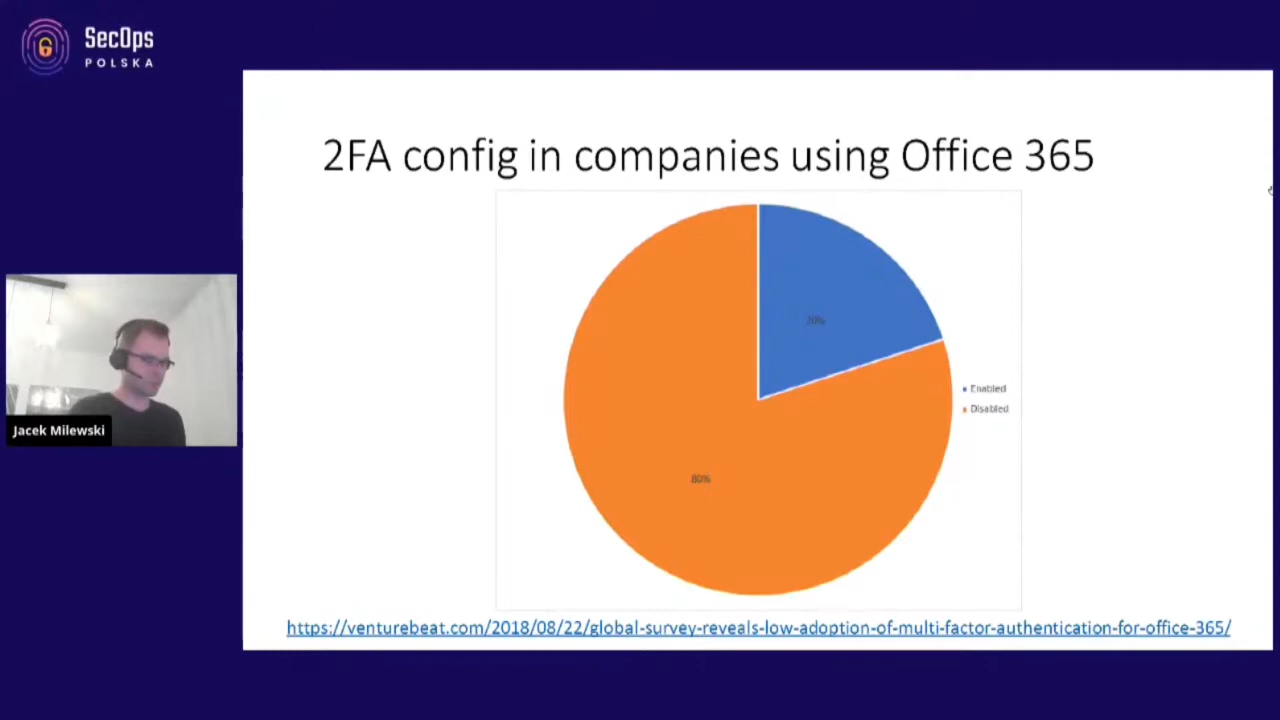 SecOps
POLSKA
2FA config in companies using Office 365
20%
Enabled
Disabled
80%
Jacek Milewski
https://venturebeat.com/2018/08/22/global-survey-reveals-low-adoption-of-multi-factor-authentication-for-office-365/